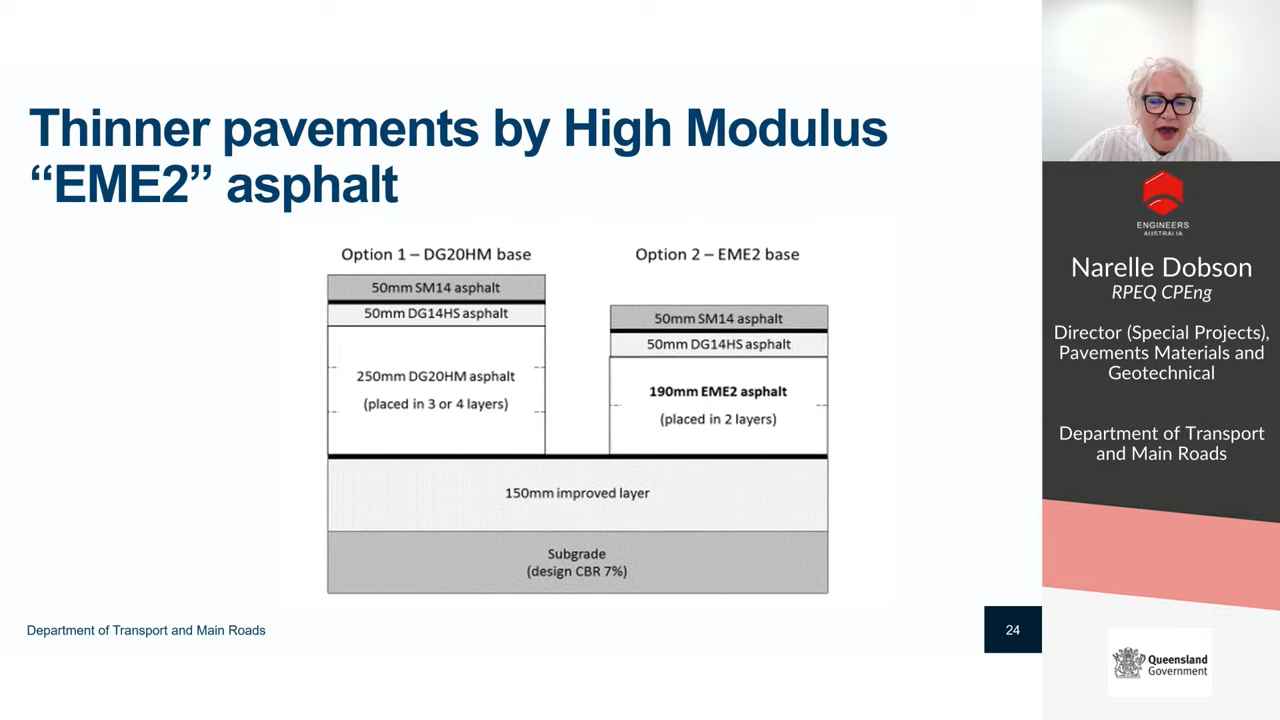 Thinner pavements by High Modulus
“EME2” asphalt
Option 1 – DG20HM base
50mm SM14 asphalt
50mm DG14HS asphalt
250mm DG20HM asphalt
(placed in 3 or 4 layers)
Option 2 – EME2 base
50mm SM14 asphalt
50mm DG14HS asphalt
190mm EME2 asphalt
(placed in 2 layers)
150mm improved layer
Subgrade
(design CBR 7%)
Department of Transport and Main Roads
24
ENGINEERS
AUSTRALIA
Narelle Dobson
RPEQ CPEng
Director (Special Projects),
Pavements Materials and
Geotechnical
Department of Transport
and Main Roads
Queensland
Government